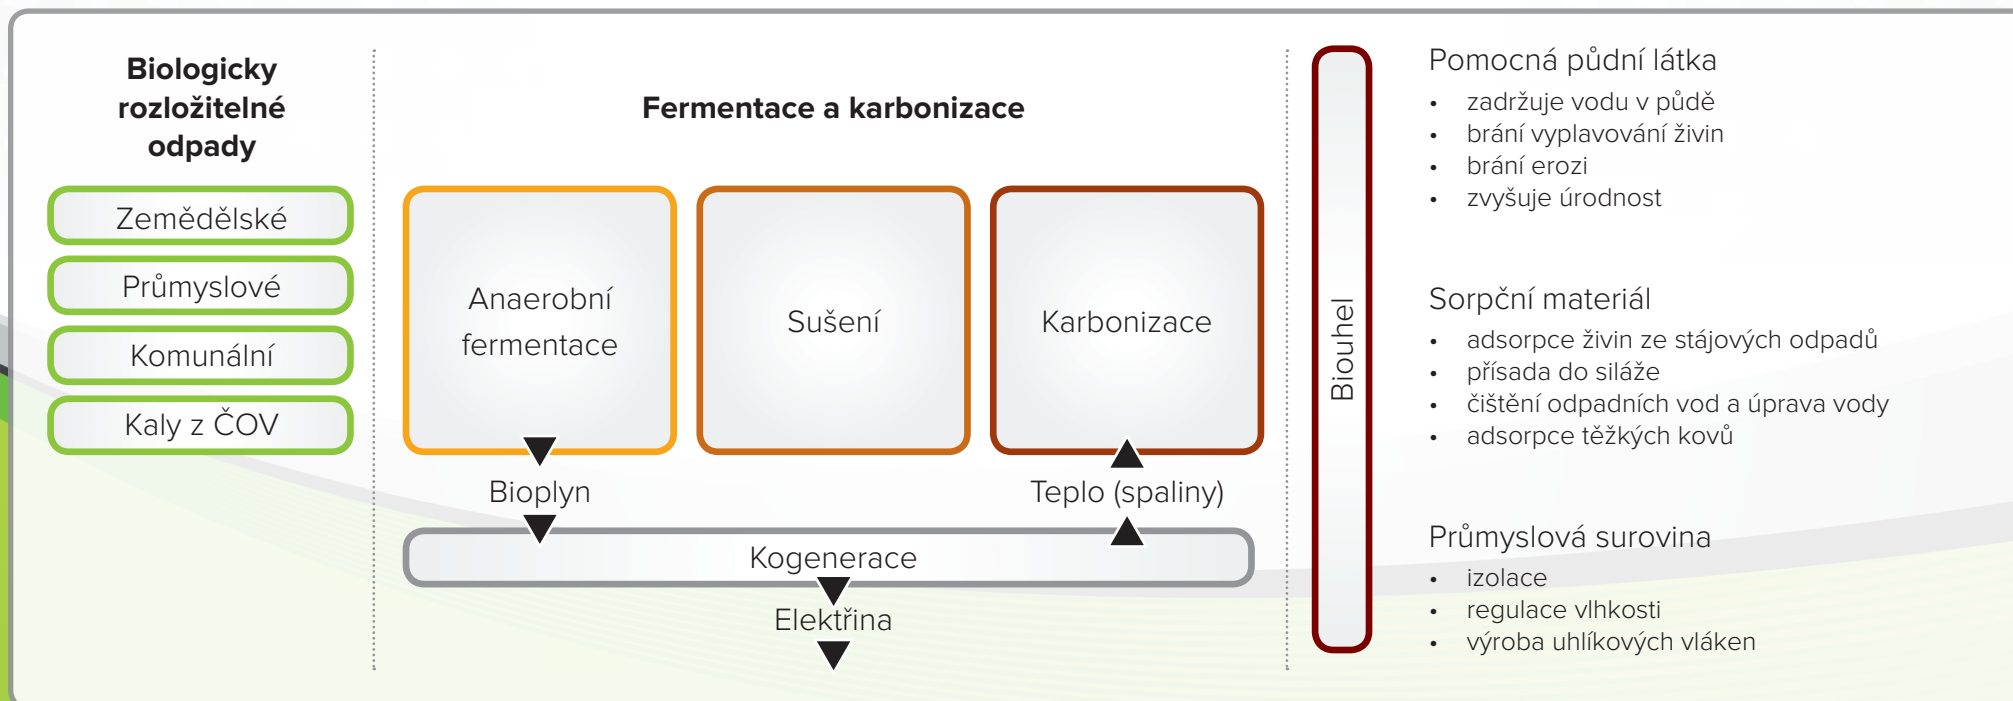 Biologicky
rozložitelné
odpady
Zemědělské
Průmyslové
Komunální
Kaly z ČOV
Fermentace a karbonizace
Anaerobní
fermentace
Sušení
Karbonizace
Bioplyn
Teplo (spaliny)
Kogenerace
Elektřina
Biouhel
Pomocná půdní látka
• zadržuje vodu v půdě
• brání vyplavování živin
• brání erozi
• zvyšuje úrodnost
Sorpční materiál
• adsorpce živin ze stájových odpadů
• přísada do siláže
• čištění odpadních vod a úprava vody
• adsorpce těžkých kovů
Průmyslová surovina
• izolace
• regulace vlhkosti
• výroba uhlíkových vláken